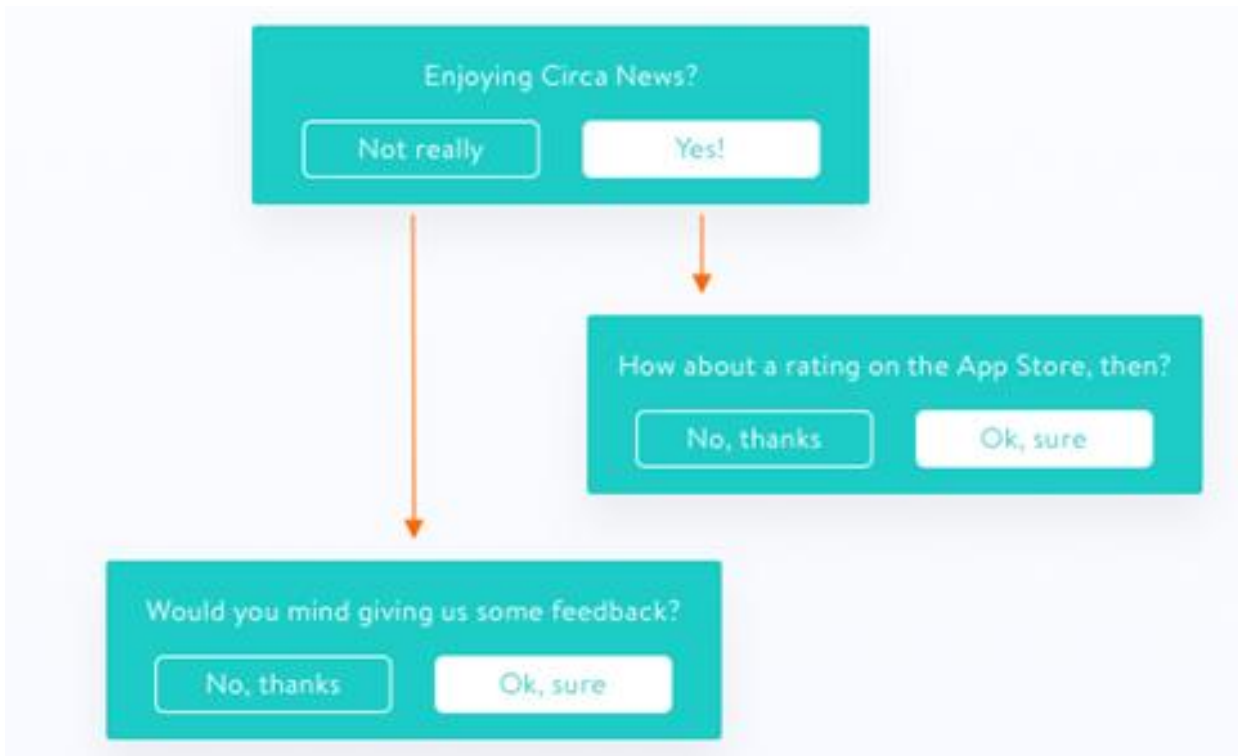 Enjoying Circa News?
Not really
Yes!
How about a rating on the App Store, then?
No, thanks
Ok, sure
Would you mind giving us some feedback?
No, thanks
Ok, sure